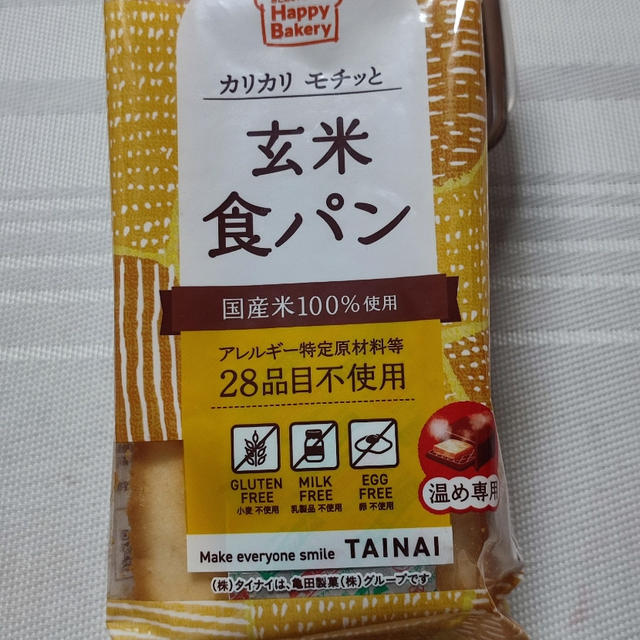 Happy
Bakery
カリカリ モチッと
玄米
食パン
国産米100%使用
アレルギー特定原材料等
28品目不使用
GLUTEN FREE
小麦 不使用
MILK FREE
乳製品 不使用
EGG FREE
卵 不使用
温め専用
Make everyone smile TAINAI
(株)タイナイは、亀田製菓(株)グループです